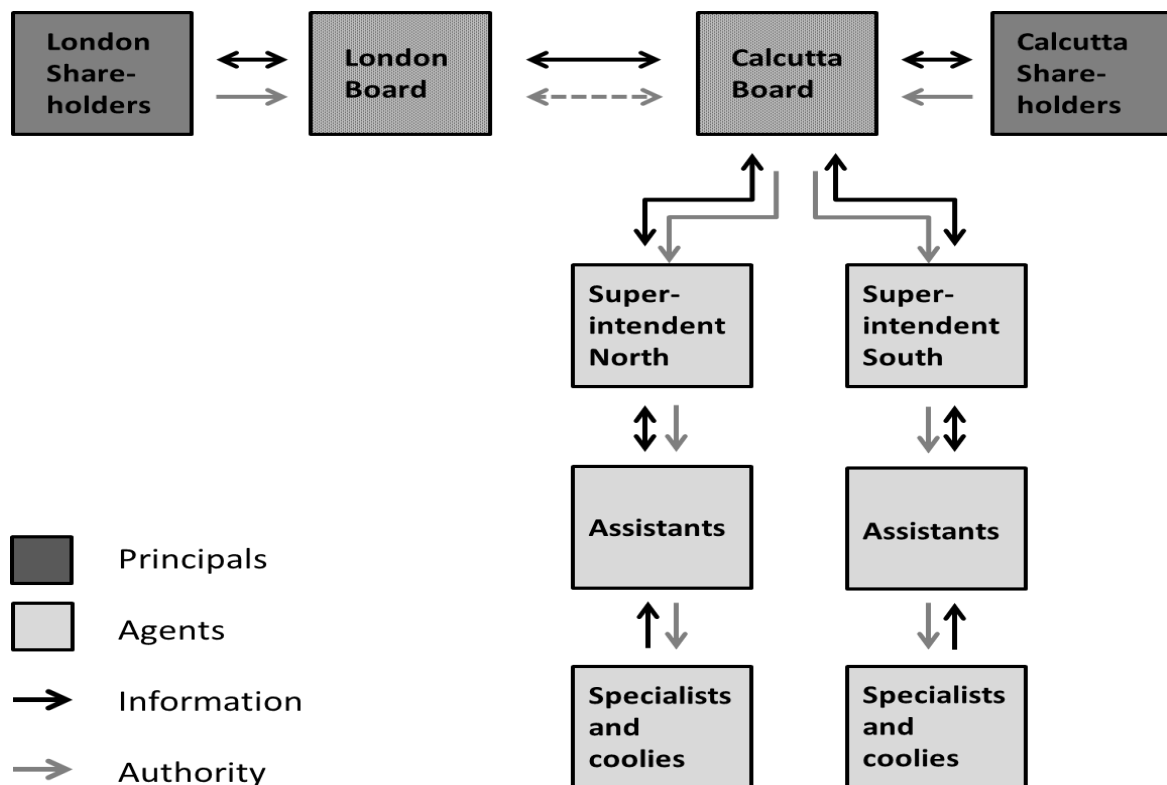 London
Share-
holders
London
Board
Calcutta
Board
Calcutta
Share-
holders
Super-
intendent
North
Super-
intendent
South
Assistants
Assistants
Specialists
and
coolies
Specialists
and
coolies
Principals
Agents
Information
Authority